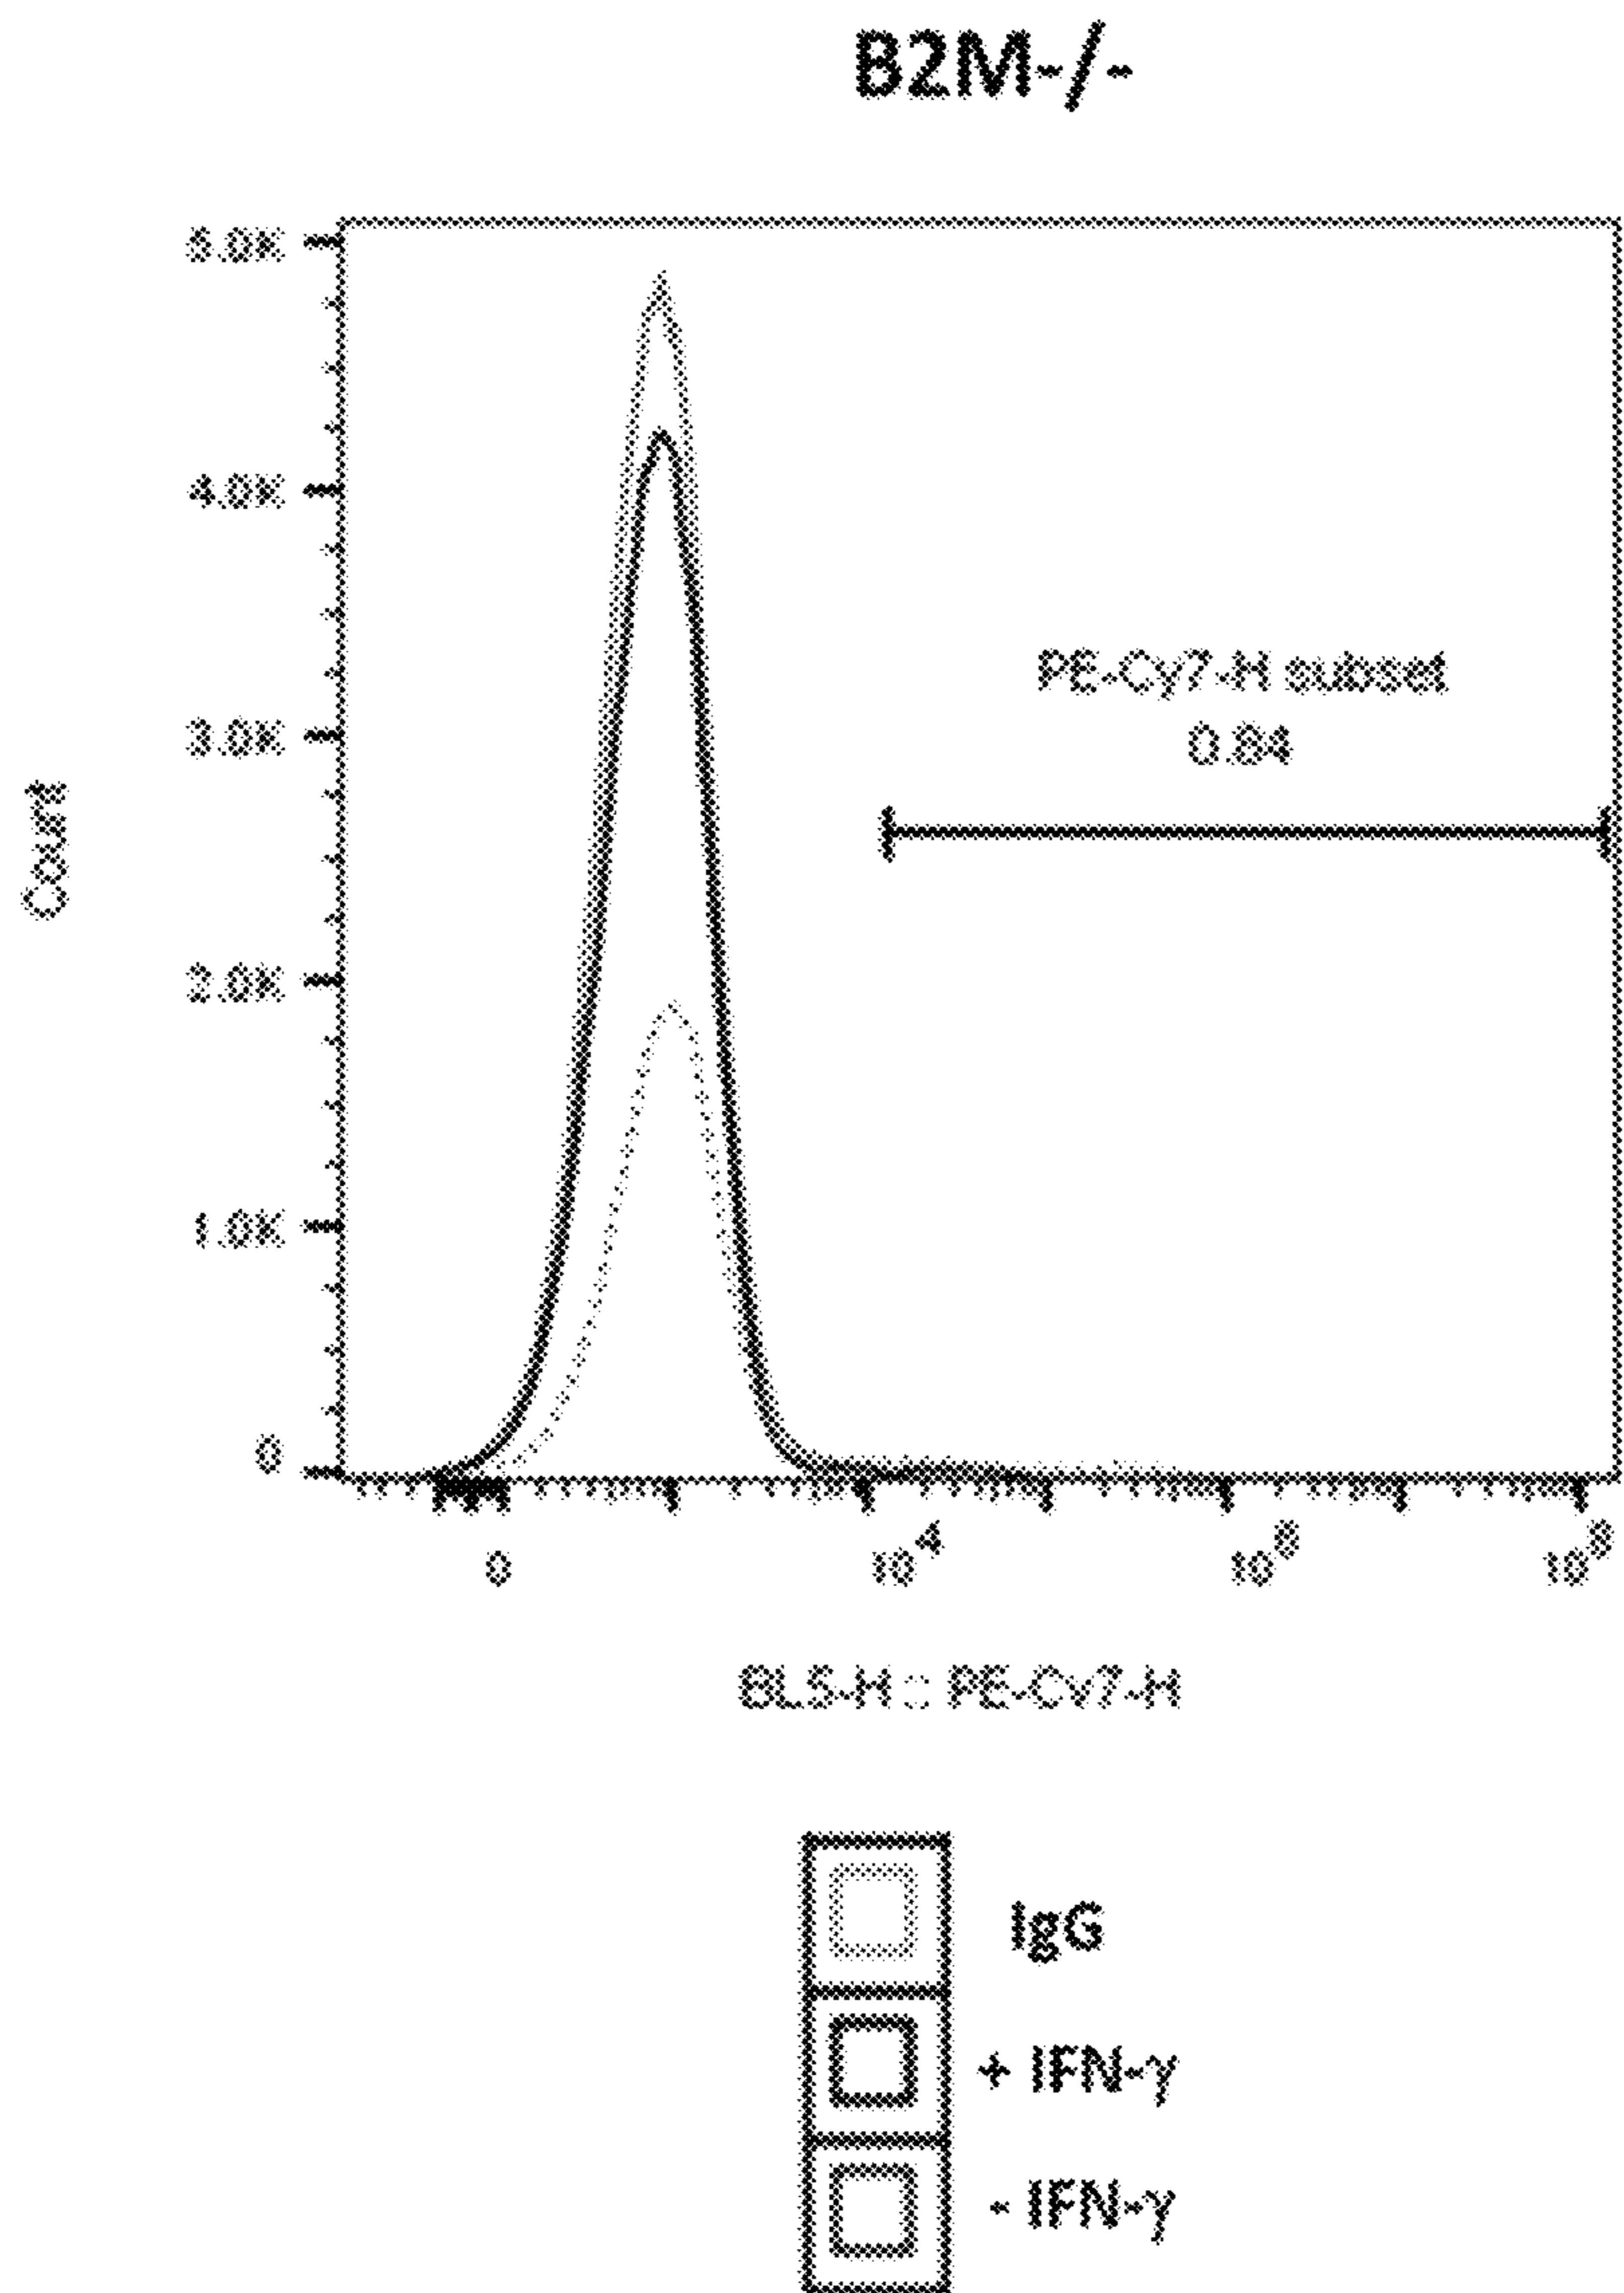 B2M-/-
5.0K
4.0K
3.0K
2.0K
1.0K
0
Count
PE-Cy7-H subset
0.84
0
10^4
10^6
10^8
BL5-H :: PE-Cy7-H
IgG
+ IFN-γ
- IFN-γ